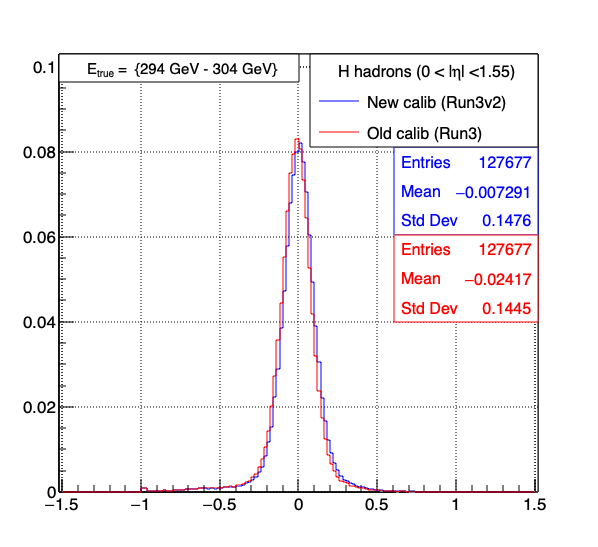 E_true = {294 GeV - 304 GeV}
H hadrons (0 < |η| <1.55)
New calib (Run3v2)
Old calib (Run3)
Entries 127677
Mean −0.007291
Std Dev 0.1476
Entries 127677
Mean −0.02417
Std Dev 0.1445
0.1
0.08
0.06
0.04
0.02
0
−1.5 −1 −0.5 0 0.5 1 1.5